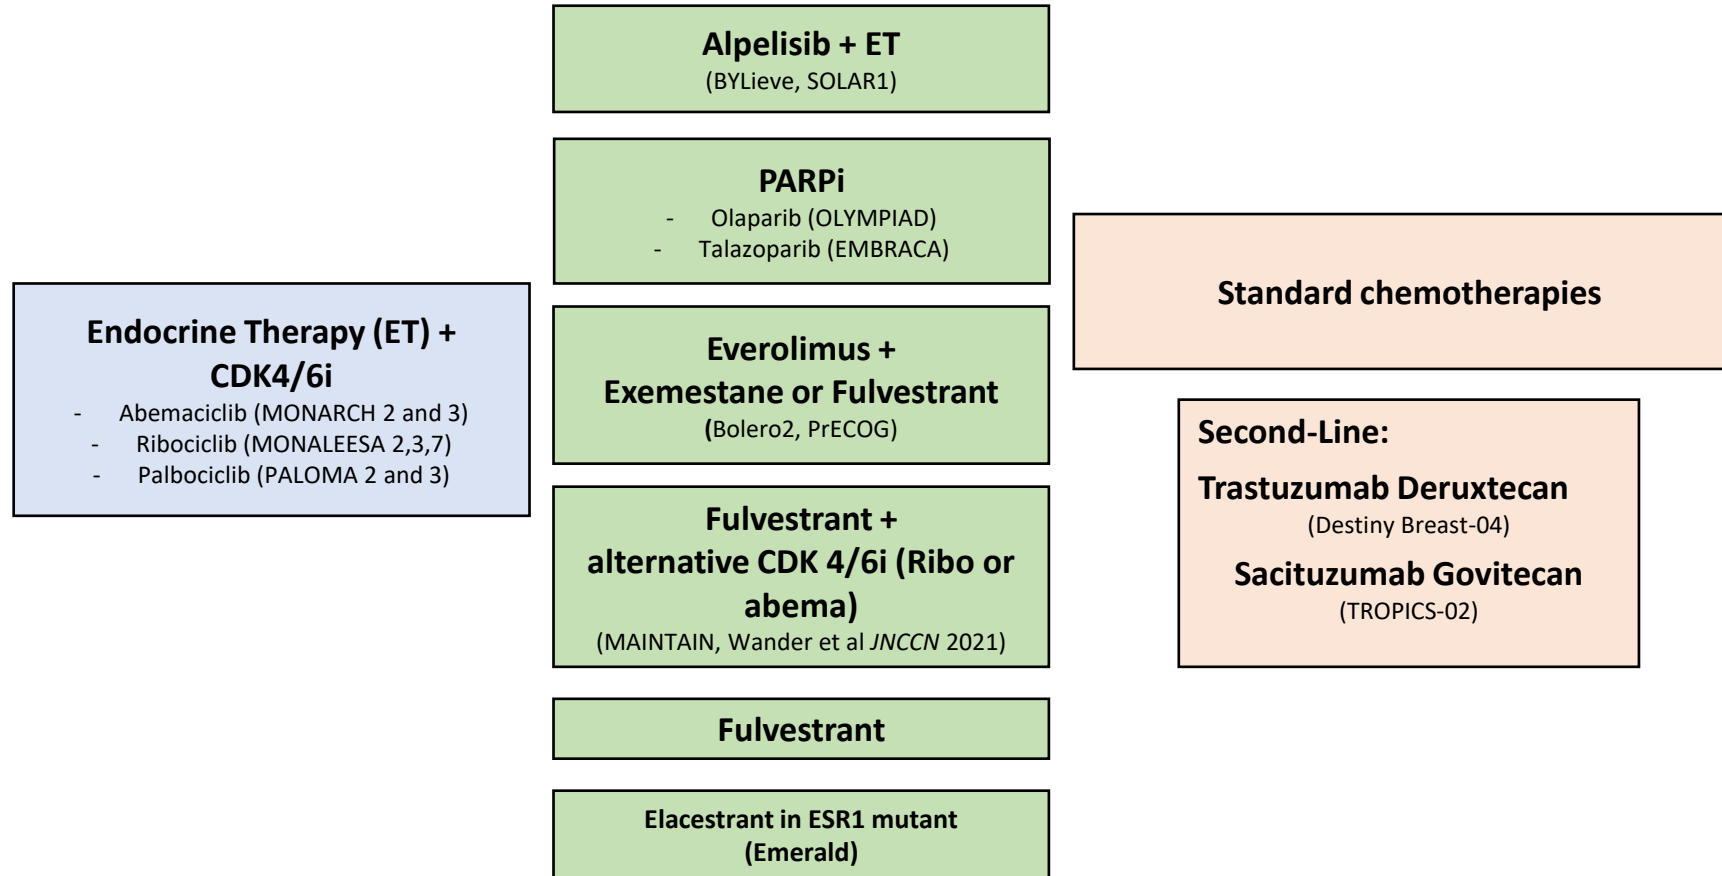 Endocrine Therapy (ET) +
CDK4/6i
- Abemaciclib (MONARCH 2 and 3)
- Ribociclib (MONALEESA 2,3,7)
- Palbociclib (PALOMA 2 and 3)
Alpelisib + ET
(BYLieve, SOLAR1)
PARPi
- Olaparib (OLYMPIAD)
- Talazoparib (EMBRACA)
Everolimus +
Exemestane or Fulvestrant
(Bolero2, PrECOG)
Fulvestrant +
alternative CDK 4/6i (Ribo or
abema)
(MAINTAIN, Wander et al JNCCN 2021)
Fulvestrant
Elacestrant in ESR1 mutant
(Emerald)
Standard chemotherapies
Second-Line:
Trastuzumab Deruxtecan
(Destiny Breast-04)
Sacituzumab Govitecan
(TROPICS-02)